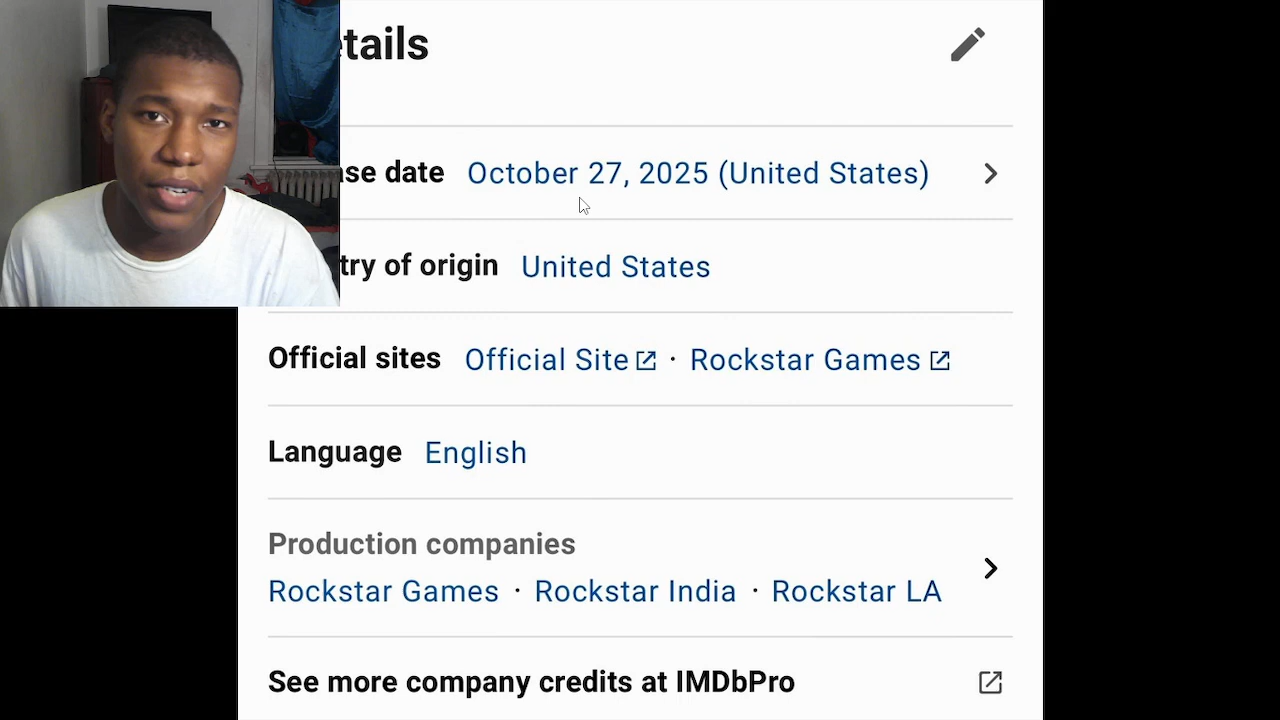 etails
se date October 27, 2025 (United States)
try of origin United States
Official sites Official Site · Rockstar Games
Language English
Production companies
Rockstar Games · Rockstar India · Rockstar LA
See more company credits at IMDbPro